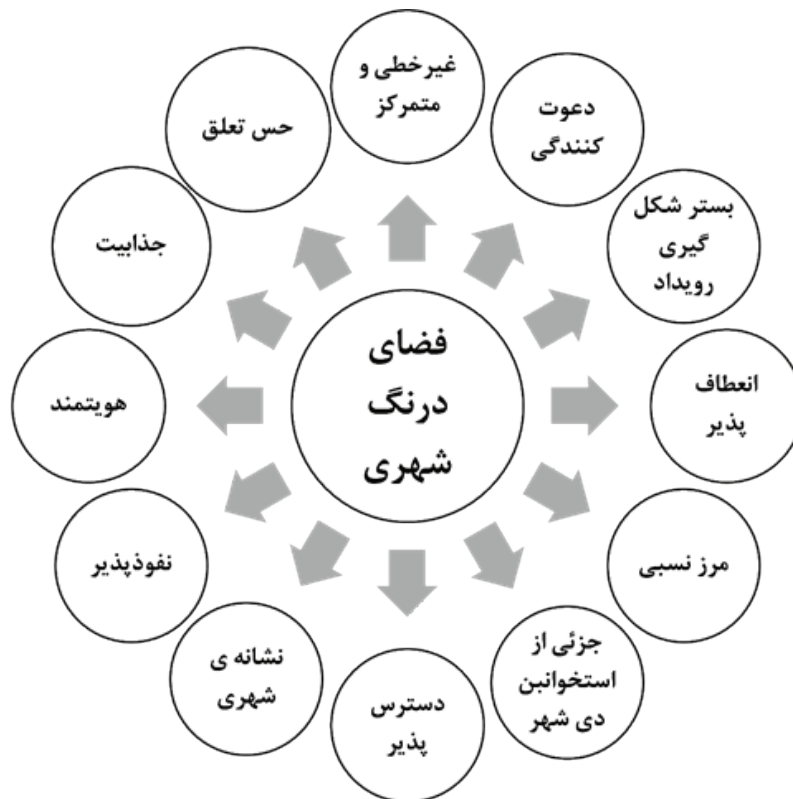 غیرخطی و
متمرکز
دعوت
کنندگی
بستر شکل
گیری
رویداد
انعطاف
پذیر
مرز نسبی
جزئی از
استخوانبن
دی شهر
دسترس
پذیر
نشانه ی
شهری
نفوذپذیر
هویتمند
جذابیت
حس تعلق
فضای
درنگ
شهری